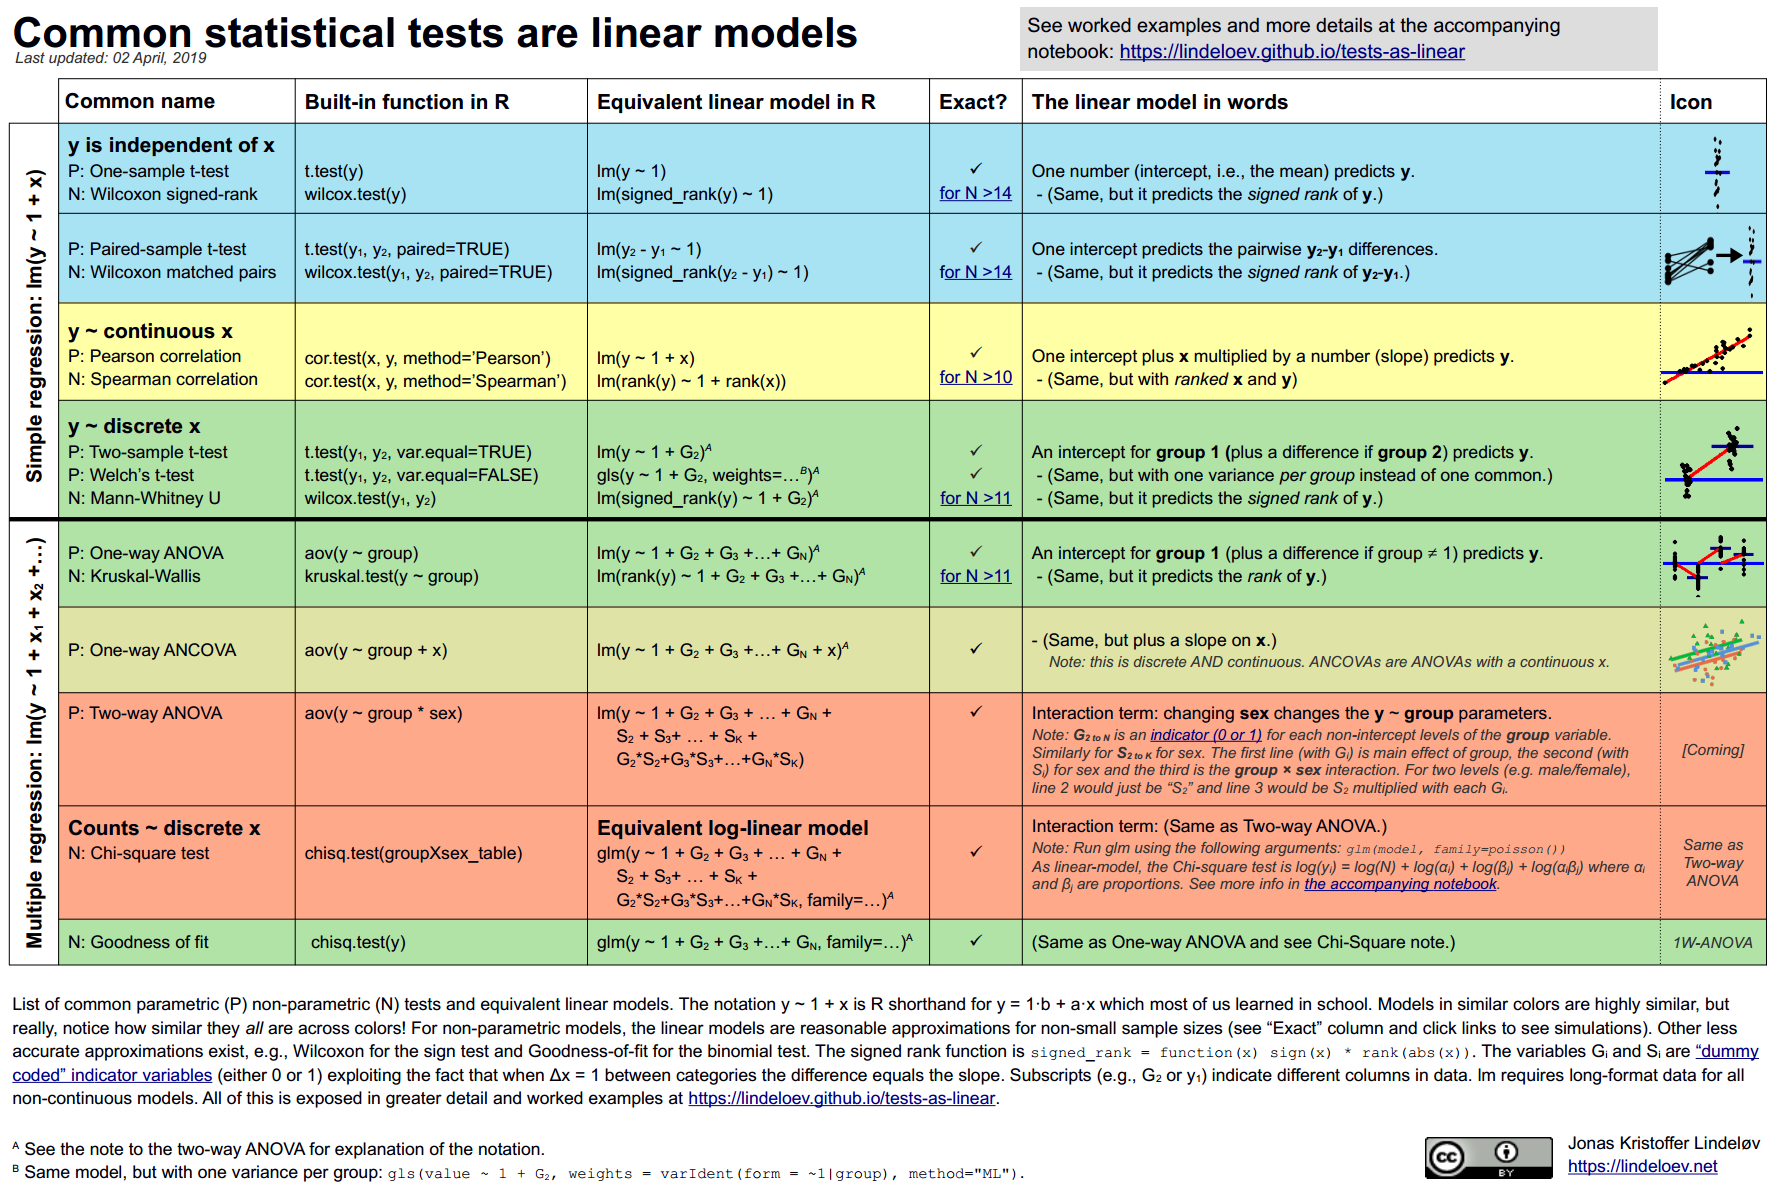 Common statistical tests are linear models
Last updated: 02 April, 2019
See worked examples and more details at the accompanying
notebook: https://lindeloev.github.io/tests-as-linear
Common name
Built-in function in R
Equivalent linear model in R
Exact?
The linear model in words
Icon
Simple regression: lm(y ~ 1 + x)
y is independent of x
P: One-sample t-test
t.test(y)
lm(y ~ 1)
✓
One number (intercept, i.e., the mean) predicts y.
N: Wilcoxon signed-rank
wilcox.test(y)
lm(signed_rank(y) ~ 1)
for N >14
- (Same, but it predicts the signed rank of y.)
P: Paired-sample t-test
t.test(y₁, y₂, paired=TRUE)
lm(y₂ - y₁ ~ 1)
✓
One intercept predicts the pairwise y₂-y₁ differences.
N: Wilcoxon matched pairs
wilcox.test(y₁, y₂, paired=TRUE)
lm(signed_rank(y₂ - y₁) ~ 1)
for N >14
- (Same, but it predicts the signed rank of y₂-y₁.)
y ~ continuous x
P: Pearson correlation
cor.test(x, y, method=’Pearson’)
lm(y ~ 1 + x)
✓
One intercept plus x multiplied by a number (slope) predicts y.
N: Spearman correlation
cor.test(x, y, method=’Spearman’)
lm(rank(y) ~ 1 + rank(x))
for N >10
- (Same, but with ranked x and y)
y ~ discrete x
P: Two-sample t-test
t.test(y₁, y₂, var.equal=TRUE)
lm(y ~ 1 + G₂)ᴬ
✓
An intercept for group 1 (plus a difference if group 2) predicts y.
P: Welch’s t-test
t.test(y₁, y₂, var.equal=FALSE)
gls(y ~ 1 + G₂, weights=…ᴮ)ᴬ
✓
- (Same, but with one variance per group instead of one common.)
N: Mann-Whitney U
wilcox.test(y₁, y₂)
lm(signed_rank(y) ~ 1 + G₂)ᴬ
for N >11
- (Same, but it predicts the signed rank of y.)
Multiple regression: lm(y ~ 1 + x₁ + x₂ +…)
P: One-way ANOVA
aov(y ~ group)
lm(y ~ 1 + G₂ + G₃ +…+ Gₙ)ᴬ
✓
An intercept for group 1 (plus a difference if group ≠ 1) predicts y.
N: Kruskal-Wallis
kruskal.test(y ~ group)
lm(rank(y) ~ 1 + G₂ + G₃ +…+ Gₙ)ᴬ
for N >11
- (Same, but it predicts the rank of y.)
P: One-way ANCOVA
aov(y ~ group + x)
lm(y ~ 1 + G₂ + G₃ +…+ Gₙ + x)ᴬ
✓
- (Same, but plus a slope on x.)
Note: this is discrete AND continuous. ANCOVAs are ANOVAs with a continuous x.
P: Two-way ANOVA
aov(y ~ group * sex)
lm(y ~ 1 + G₂ + G₃ + … + Gₙ +
S₂ + S₃+ … + Sₖ +
G₂*S₂+G₃*S₃+…+Gₙ*Sₖ)
✓
Interaction term: changing sex changes the y ~ group parameters.
Note: G₂ ₜₒ ₙ is an indicator (0 or 1) for each non-intercept levels of the group variable.
Similarly for S₂ ₜₒ ₖ for sex. The first line (with Gᵢ) is main effect of group, the second (with
Sᵢ) for sex and the third is the group × sex interaction. For two levels (e.g. male/female),
line 2 would just be “S₂” and line 3 would be S₂ multiplied with each Gᵢ.
[Coming]
Counts ~ discrete x
N: Chi-square test
chisq.test(groupXsex_table)
Equivalent log-linear model
glm(y ~ 1 + G₂ + G₃ + … + Gₙ +
S₂ + S₃+ … + Sₖ +
G₂*S₂+G₃*S₃+…+Gₙ*Sₖ, family=…)ᴬ
✓
Interaction term: (Same as Two-way ANOVA.)
Note: Run glm using the following arguments: glm(model, family=poisson())
As linear-model, the Chi-square test is log(yᵢ) = log(N) + log(αᵢ) + log(βⱼ) + log(αᵢβⱼ) where αᵢ
and βⱼ are proportions. See more info in the accompanying notebook.
Same as
Two-way
ANOVA
N: Goodness of fit
chisq.test(y)
glm(y ~ 1 + G₂ + G₃ +…+ Gₙ, family=…)ᴬ
✓
(Same as One-way ANOVA and see Chi-Square note.)
1W-ANOVA
List of common parametric (P) non-parametric (N) tests and equivalent linear models. The notation y ~ 1 + x is R shorthand for y = 1·b + a·x which most of us learned in school. Models in similar colors are highly similar, but
really, notice how similar they all are across colors! For non-parametric models, the linear models are reasonable approximations for non-small sample sizes (see “Exact” column and click links to see simulations). Other less
accurate approximations exist, e.g., Wilcoxon for the sign test and Goodness-of-fit for the binomial test. The signed rank function is signed_rank = function(x) sign(x) * rank(abs(x)). The variables Gᵢ and Sᵢ are “dummy
coded” indicator variables (either 0 or 1) exploiting the fact that when Δx = 1 between categories the difference equals the slope. Subscripts (e.g., G₂ or y₁) indicate different columns in data. lm requires long-format data for all
non-continuous models. All of this is exposed in greater detail and worked examples at https://lindeloev.github.io/tests-as-linear.
ᴬ See the note to the two-way ANOVA for explanation of the notation.
ᴮ Same model, but with one variance per group: gls(value ~ 1 + G₂, weights = varIdent(form = ~1|group), method="ML").
cc
BY
Jonas Kristoffer Lindeløv
https://lindeloev.net